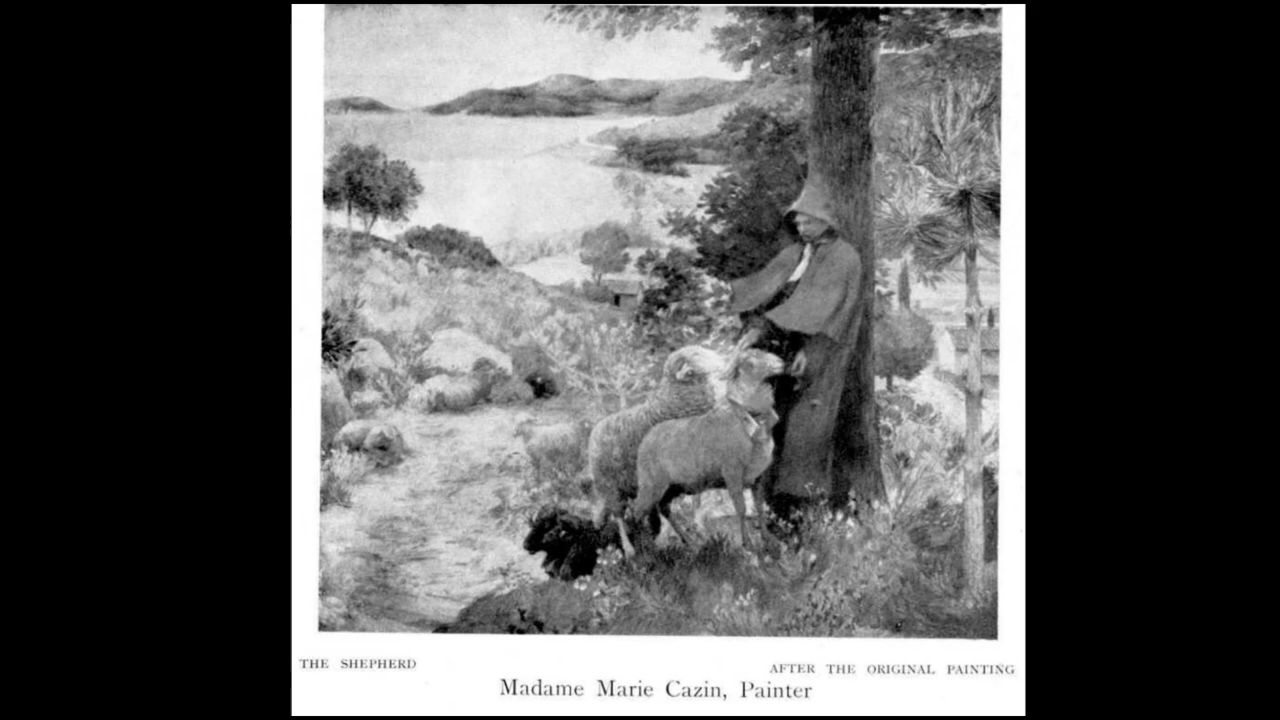 THE SHEPHERD
AFTER THE ORIGINAL PAINTING
Madame Marie Cazin, Painter